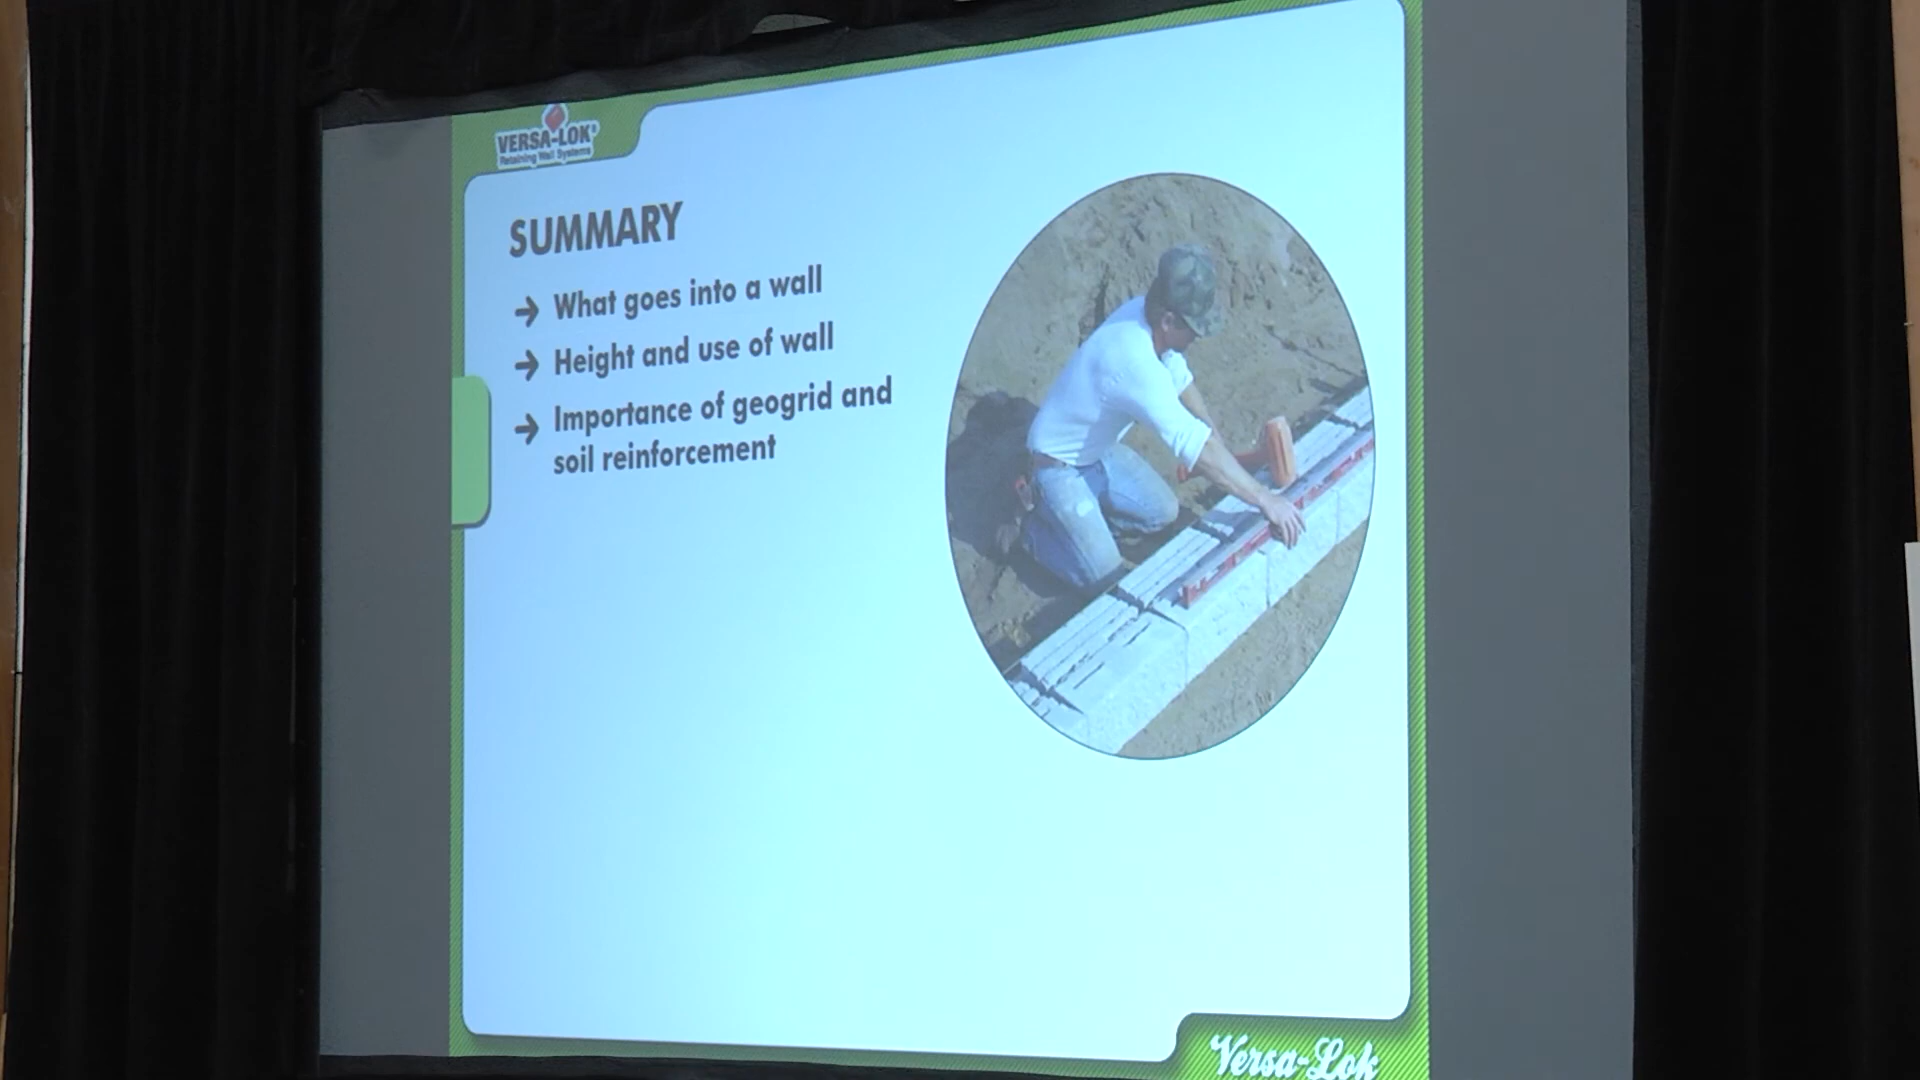 VERSA-LOK®
Retaining Wall Systems
SUMMARY
→ What goes into a wall
→ Height and use of wall
→ Importance of geogrid and
soil reinforcement
Versa-Lok